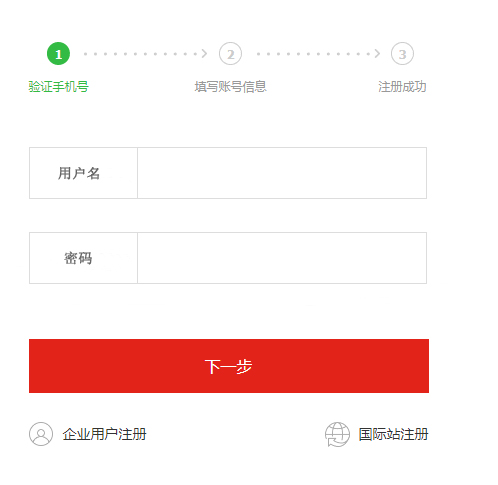 1 2 3
验证手机号 填写账号信息 注册成功
用户名
密码
下一步
企业用户注册 国际站注册